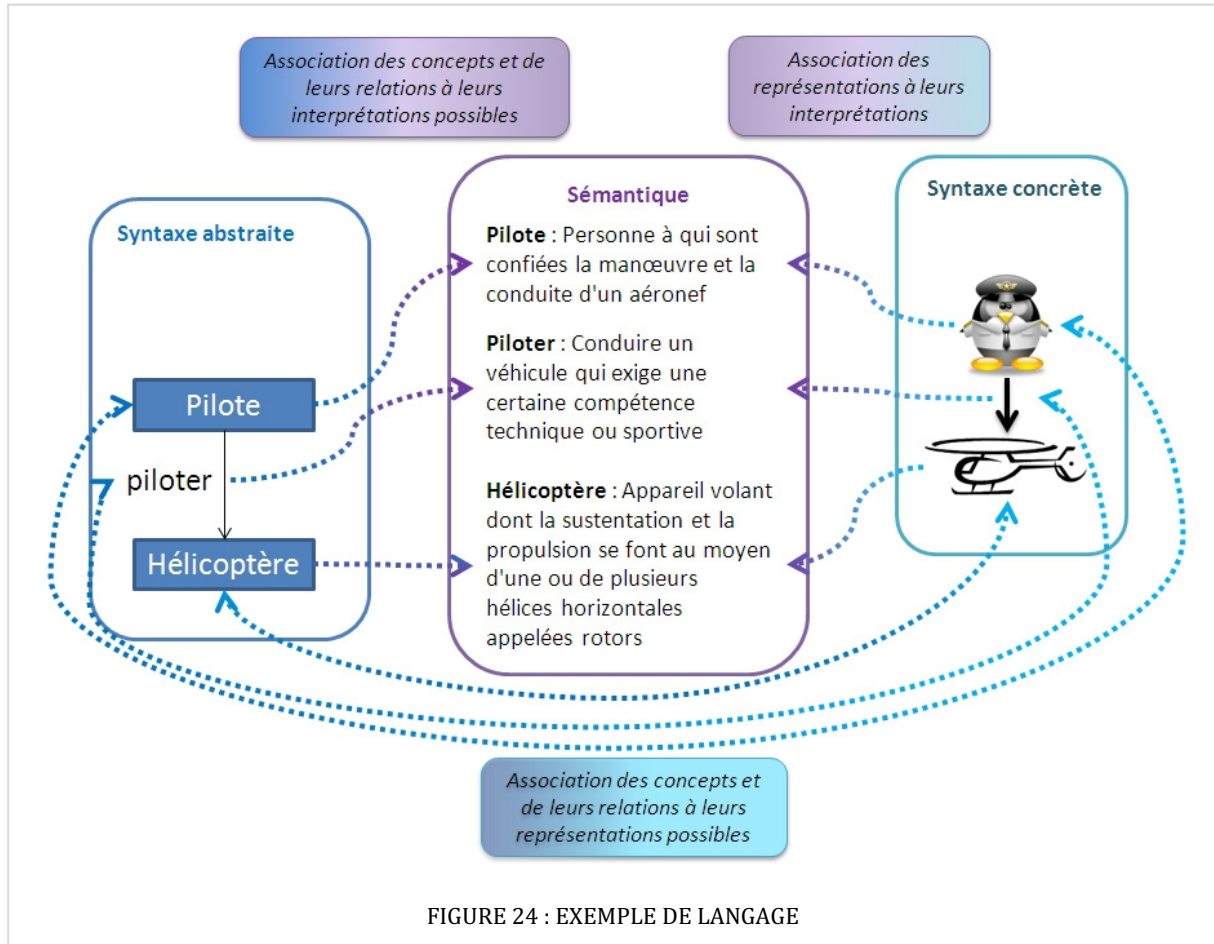 Association des concepts et de
leurs relations à leurs
interprétations possibles
Association des
représentations à leurs
interprétations
Syntaxe abstraite
Pilote
piloter
Hélicoptère
Sémantique
Pilote : Personne à qui sont
confiées la manœuvre et la
conduite d'un aéronef
Piloter : Conduire un
véhicule qui exige une
certaine compétence
technique ou sportive
Hélicoptère : Appareil volant
dont la sustentation et la
propulsion se font au moyen
d'une ou de plusieurs
hélices horizontales
appelées rotors
Syntaxe concrète
Association des concepts et
de leurs relations à leurs
représentations possibles
FIGURE 24 : EXEMPLE DE LANGAGE